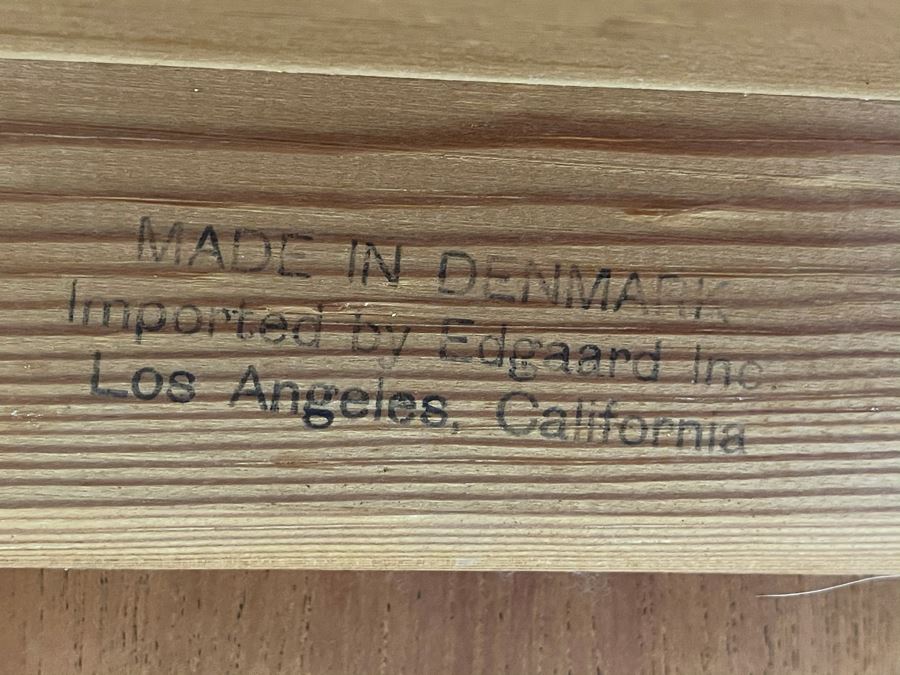 MADE IN DENMARK
Imported by Edgaard Inc.
Los Angeles, California